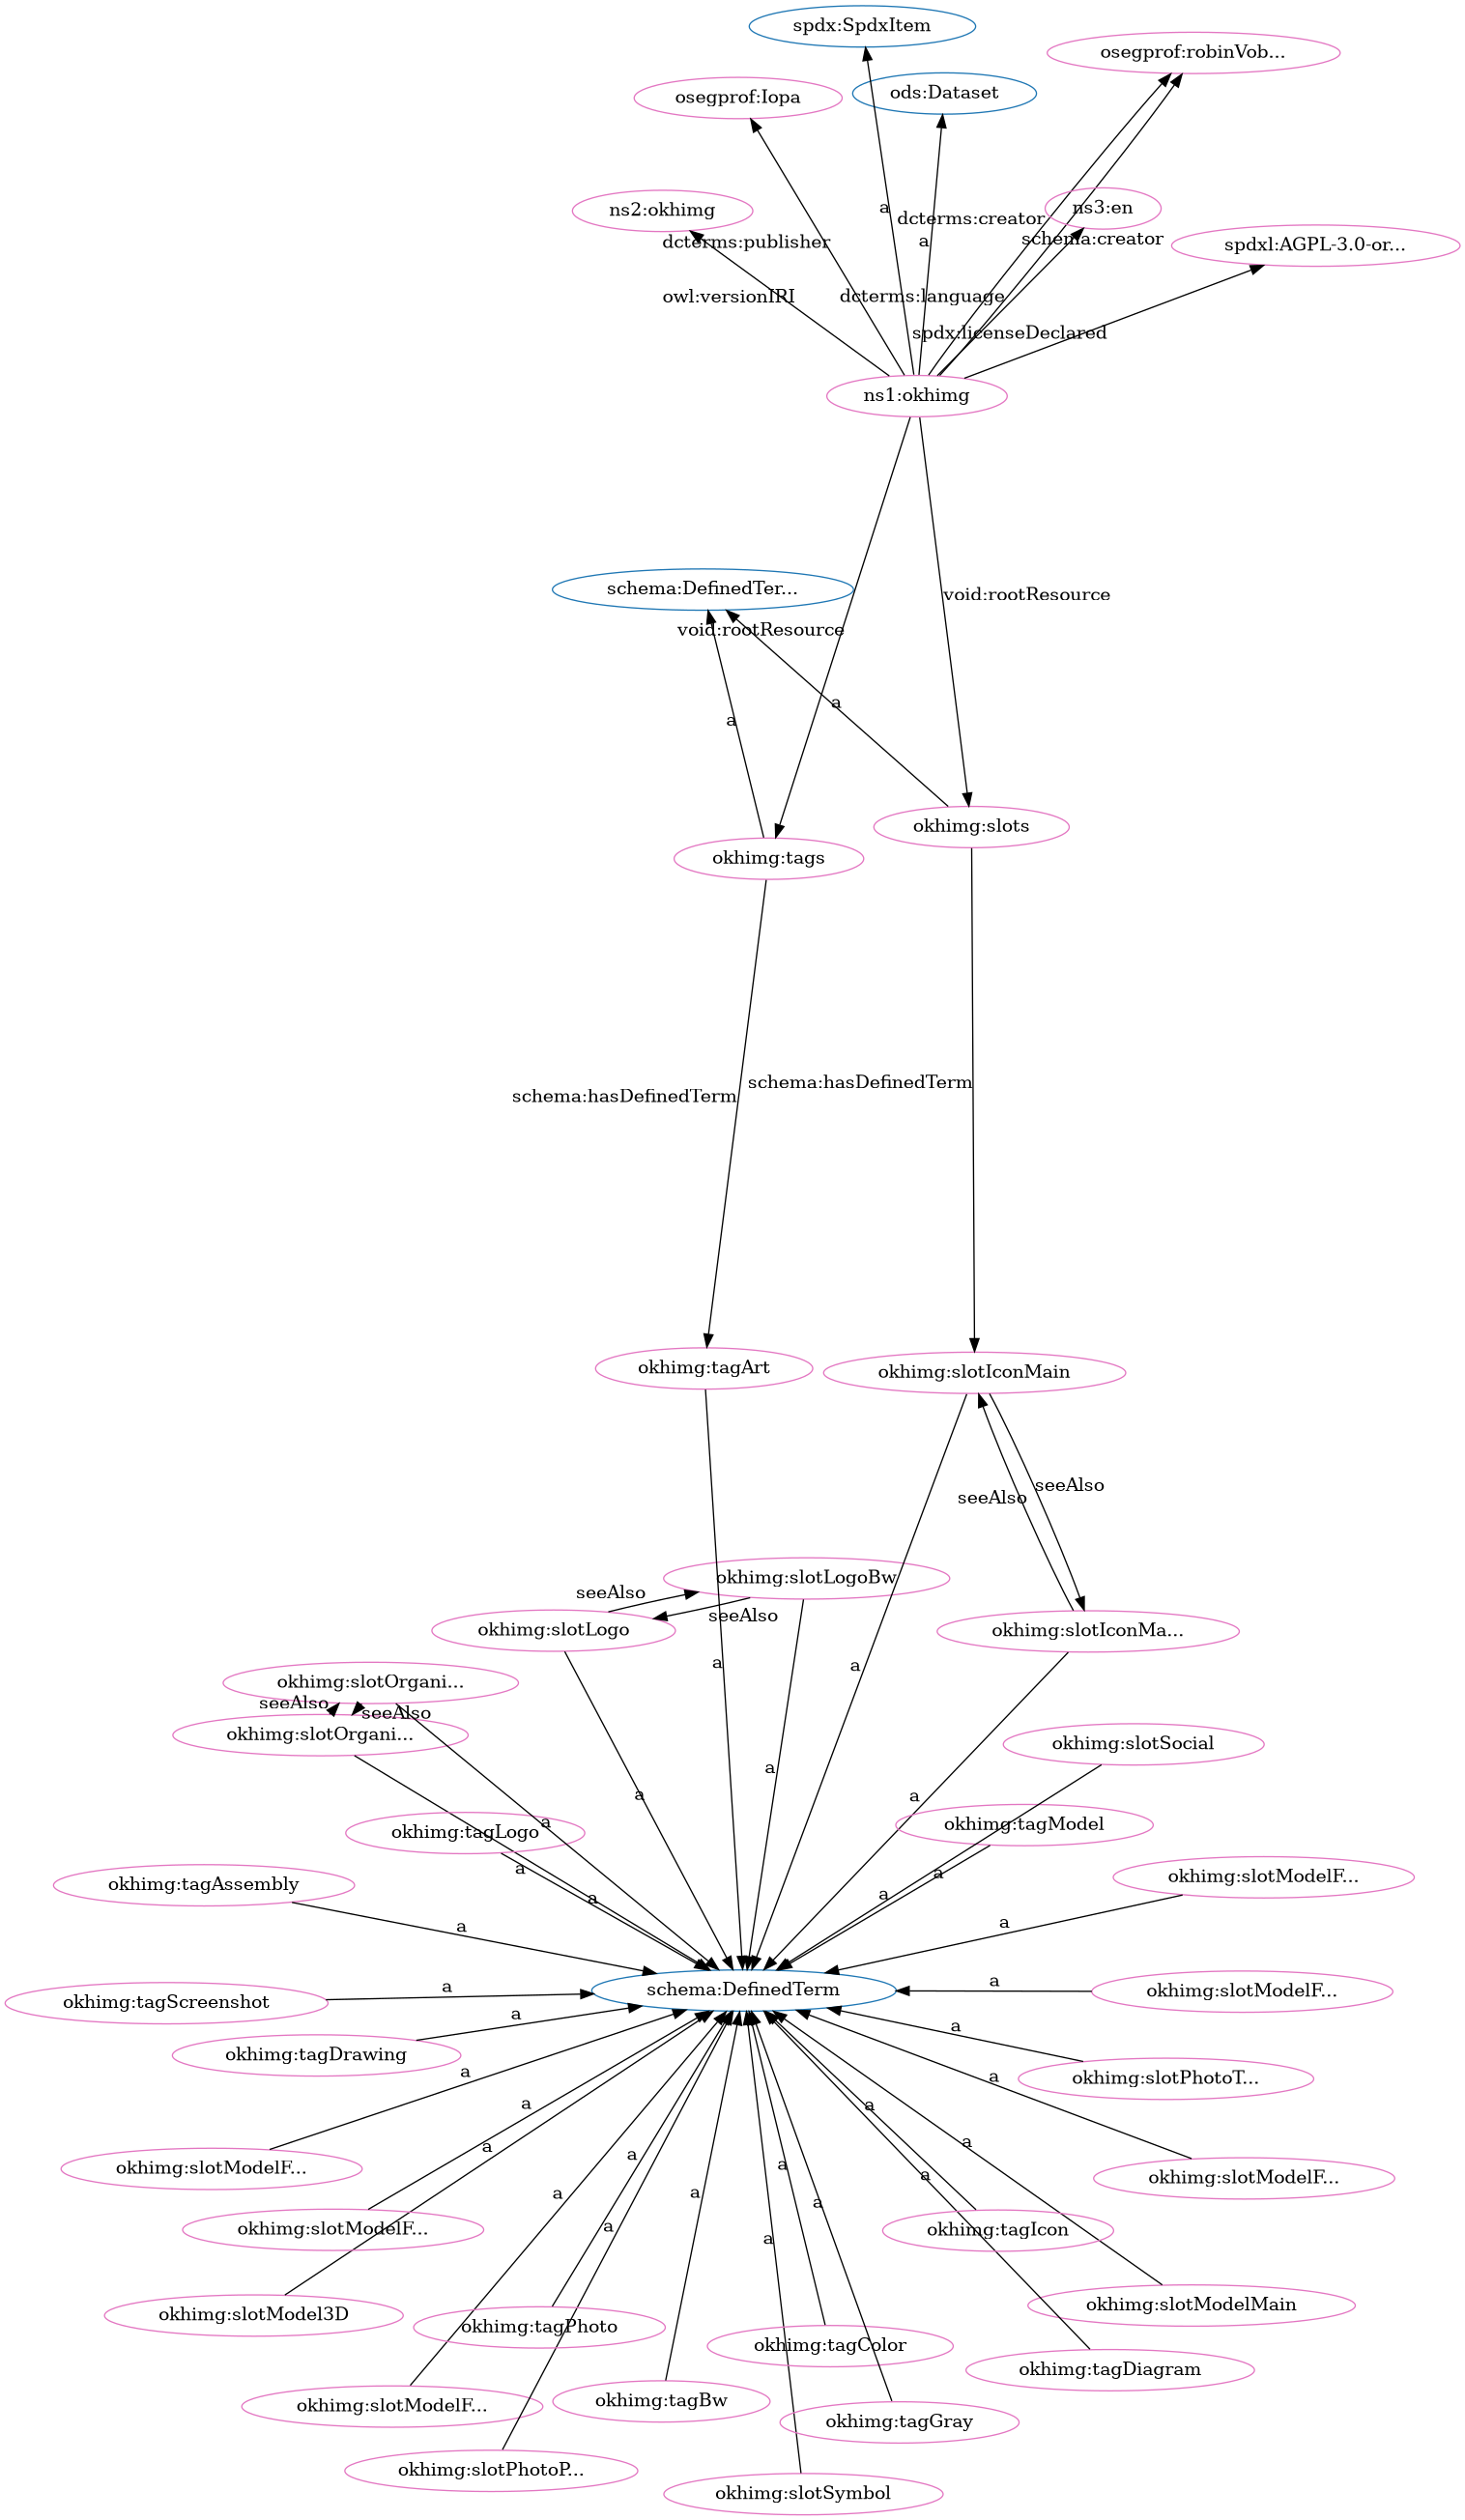 spdx:SpdxItem
osegprof:robinVob...
ods:Dataset
osegprof:Iopa
ns2:okhimg
ns3:en
a
dcterms:creator
schema:creator
spdxl:AGPL-3.0-or...
dcterms:publisher
a
owl:versionIRI
dcterms:language
spdx:licenseDeclared
ns1:okhimg
schema:DefinedTer...
void:rootResource
void:rootResource
a
a
okhimg:slots
okhimg:tags
schema:hasDefinedTerm
schema:hasDefinedTerm
okhimg:tagArt
okhimg:slotIconMain
seeAlso
seeAlso
okhimg:slotLogoBw
seeAlso
seeAlso
okhimg:slotLogo
okhimg:slotIconMa...
a
a
okhimg:slotOrgani...
seeAlso
seeAlso
okhimg:slotOrgani...
okhimg:slotSocial
a
a
a
a
okhimg:tagLogo
okhimg:tagModel
a
a
a
a
a
okhimg:tagAssembly
okhimg:slotModelF...
a
a
schema:DefinedTerm
a
a
okhimg:tagScreenshot
okhimg:slotModelF...
a
a
okhimg:tagDrawing
okhimg:slotPhotoT...
a
a
a
a
a
a
a
a
okhimg:slotModelF...
okhimg:slotModelF...
a
a
a
a
a
okhimg:slotModelF...
okhimg:tagIcon
a
a
okhimg:slotModel3D
okhimg:slotModelMain
okhimg:tagPhoto
okhimg:tagColor
okhimg:tagDiagram
okhimg:slotModelF...
okhimg:tagBw
okhimg:tagGray
okhimg:slotPhotoP...
okhimg:slotSymbol